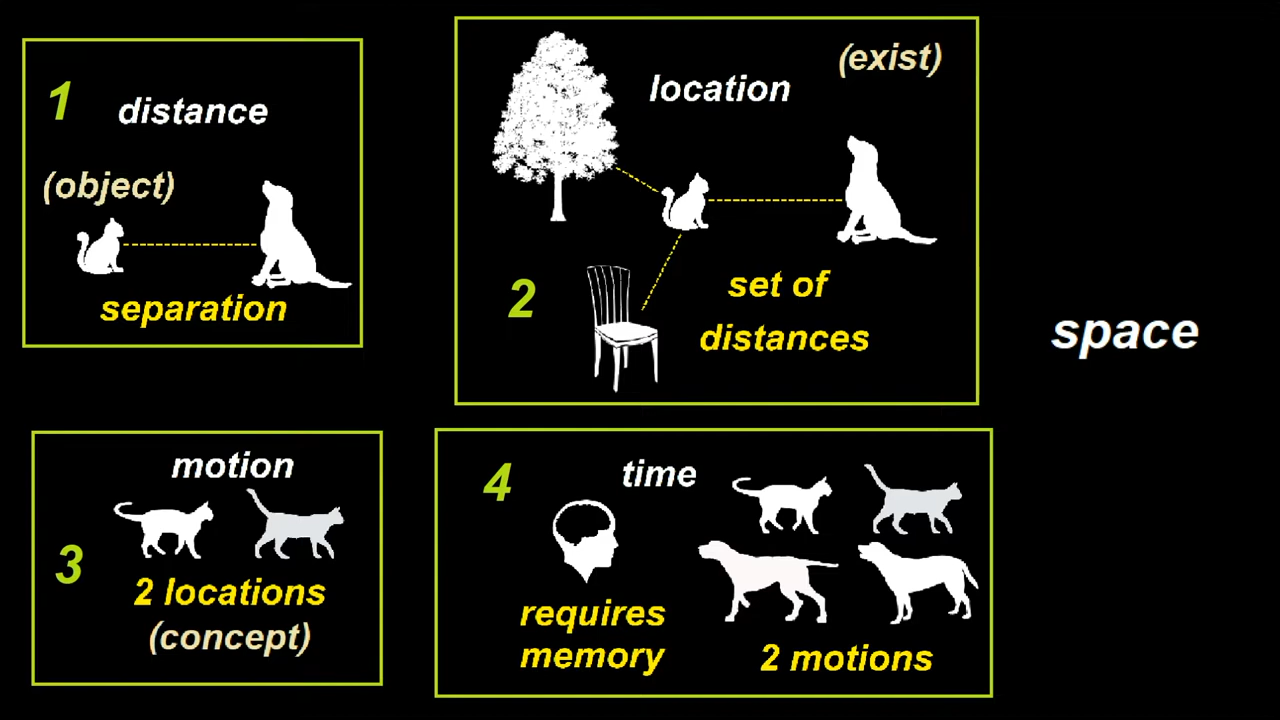 1
distance
(object)
separation
(exist)
location
2
set of
distances
space
motion
3
2 locations
(concept)
4
time
requires
memory
2 motions